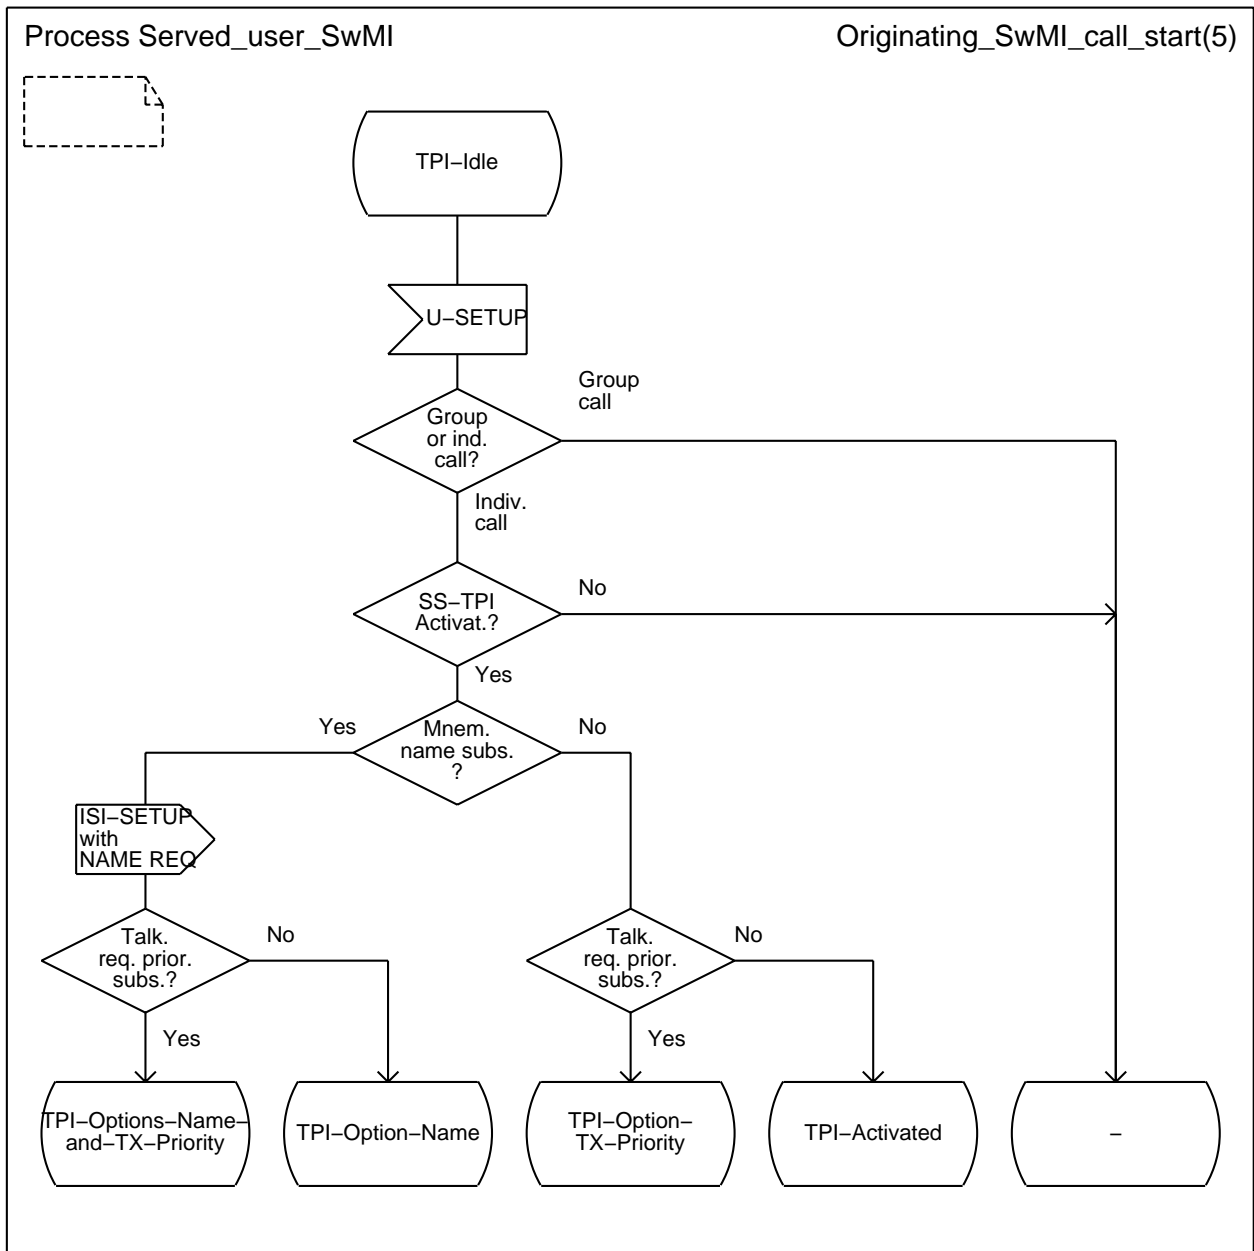 Process Served_user_SwMI
Originating_SwMI_call_start(5)
TPI−Idle
U−SETUP
Group
call
Group
or ind.
call?
Indiv.
call
SS−TPI
Activat.?
No
Yes
Yes
Mnem.
name subs.
?
No
ISI−SETUP
with
NAME REQ
Talk.
req. prior.
subs.?
No
Talk.
req. prior.
subs.?
No
Yes
Yes
TPI−Options−Name−
and−TX−Priority
TPI−Option−Name
TPI−Option−
TX−Priority
TPI−Activated
−